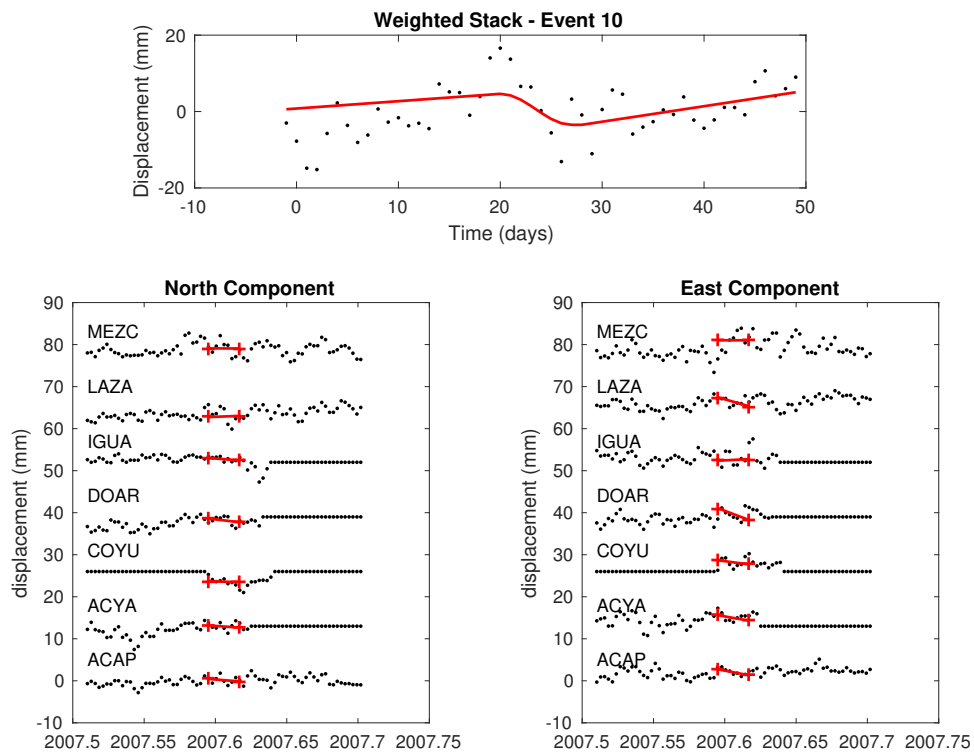 Weighted Stack - Event 10
Displacement (mm)
20
0
-20
-10 0 10 20 30 40 50
Time (days)
North Component
displacement (mm)
90
80
70
60
50
40
30
20
10
0
-10
MEZC
LAZA
IGUA
DOAR
COYU
ACYA
ACAP
2007.5 2007.55 2007.6 2007.65 2007.7 2007.75
East Component
displacement (mm)
90
80
70
60
50
40
30
20
10
0
-10
MEZC
LAZA
IGUA
DOAR
COYU
ACYA
ACAP
2007.5 2007.55 2007.6 2007.65 2007.7 2007.75